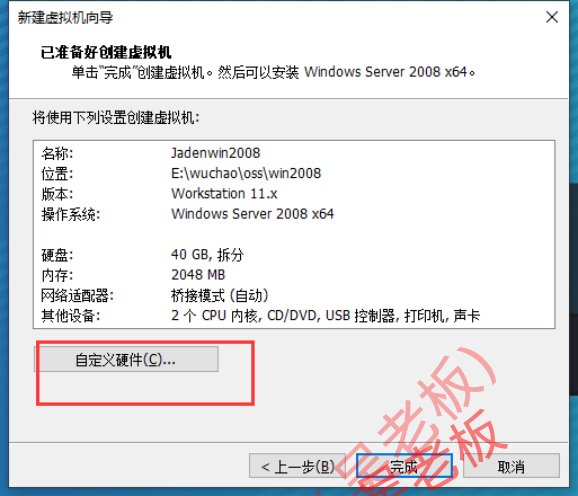 新建虚拟机向导
已准备好创建虚拟机
单击"完成"创建虚拟机。然后可以安装 Windows Server 2008 x64。
将使用下列设置创建虚拟机:
名称: Jadenwin2008
位置: E:\wuchao\oss\win2008
版本: Workstation 11.x
操作系统: Windows Server 2008 x64
硬盘: 40 GB, 拆分
内存: 2048 MB
网络适配器: 桥接模式 (自动)
其他设备: 2 个 CPU 内核, CD/DVD, USB 控制器, 打印机, 声卡
自定义硬件(C)...
老板)
老板
< 上一步(B) 完成 取消